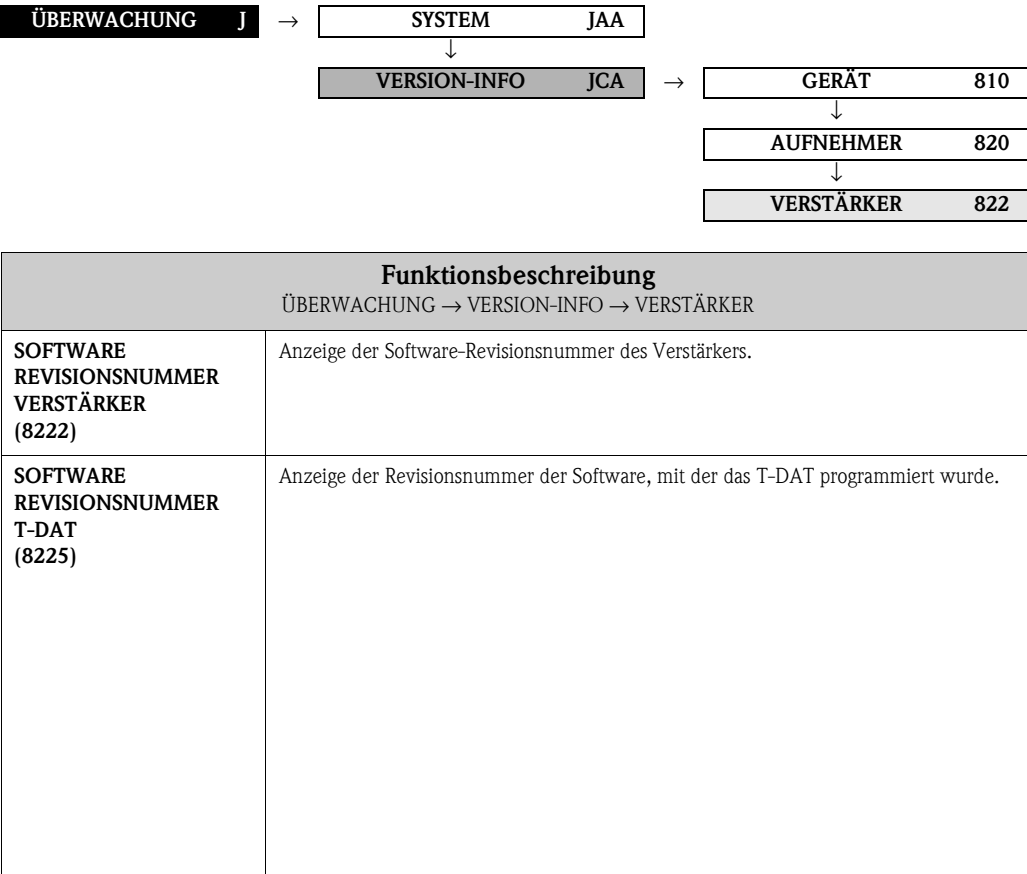 ÜBERWACHUNG J → SYSTEM JAA
↓
VERSION-INFO JCA → GERÄT 810
↓
AUFNEHMER 820
↓
VERSTÄRKER 822
Funktionsbeschreibung
ÜBERWACHUNG → VERSION-INFO → VERSTÄRKER
SOFTWARE
REVISIONSNUMMER
VERSTÄRKER
(8222)
Anzeige der Software-Revisionsnummer des Verstärkers.
SOFTWARE
REVISIONSNUMMER
T-DAT
(8225)
Anzeige der Revisionsnummer der Software, mit der das T-DAT programmiert wurde.